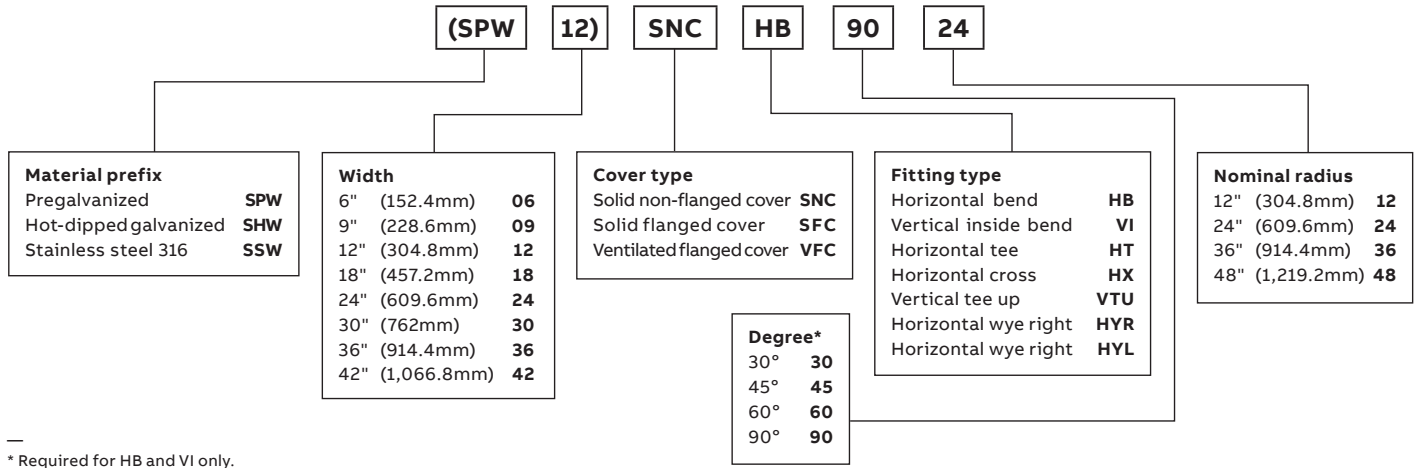 (SPW 12) SNC HB 90 24
Material prefix
Pregalvanized SPW
Hot-dipped galvanized SHW
Stainless steel 316 SSW
Width
6" (152.4mm) 06
9" (228.6mm) 09
12" (304.8mm) 12
18" (457.2mm) 18
24" (609.6mm) 24
30" (762mm) 30
36" (914.4mm) 36
42" (1,066.8mm) 42
Cover type
Solid non-flanged cover SNC
Solid flanged cover SFC
Ventilated flanged cover VFC
Degree*
30° 30
45° 45
60° 60
90° 90
Fitting type
Horizontal bend HB
Vertical inside bend VI
Horizontal tee HT
Horizontal cross HX
Vertical tee up VTU
Horizontal wye right HYR
Horizontal wye right HYL
Nominal radius
12" (304.8mm) 12
24" (609.6mm) 24
36" (914.4mm) 36
48" (1,219.2mm) 48
—
* Required for HB and VI only.